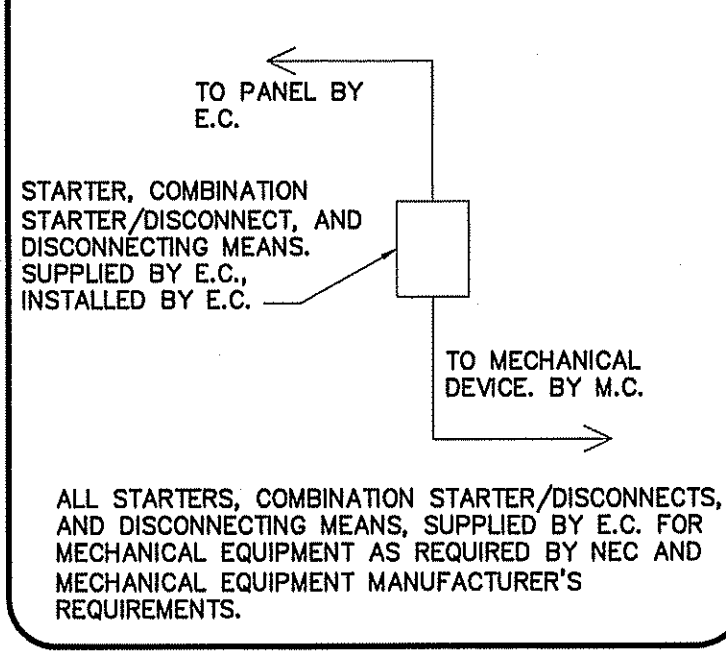 TO PANEL BY
E.C.
STARTER, COMBINATION
STARTER/DISCONNECT, AND
DISCONNECTING MEANS.
SUPPLIED BY E.C.,
INSTALLED BY E.C.
TO MECHANICAL
DEVICE. BY M.C.
ALL STARTERS, COMBINATION STARTER/DISCONNECTS,
AND DISCONNECTING MEANS, SUPPLIED BY E.C. FOR
MECHANICAL EQUIPMENT AS REQUIRED BY NEC AND
MECHANICAL EQUIPMENT MANUFACTURER'S
REQUIREMENTS.